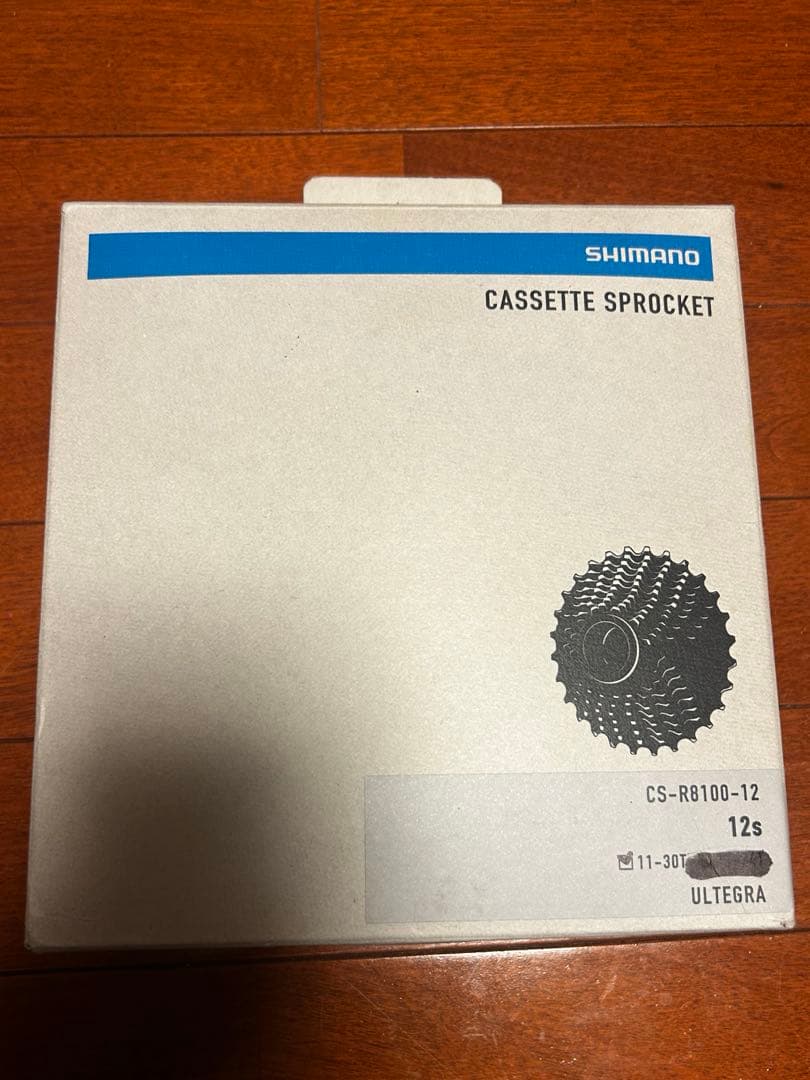 SHIMANO
CASSETTE SPROCKET
CS-R8100-12
12s
11-30T
ULTEGRA